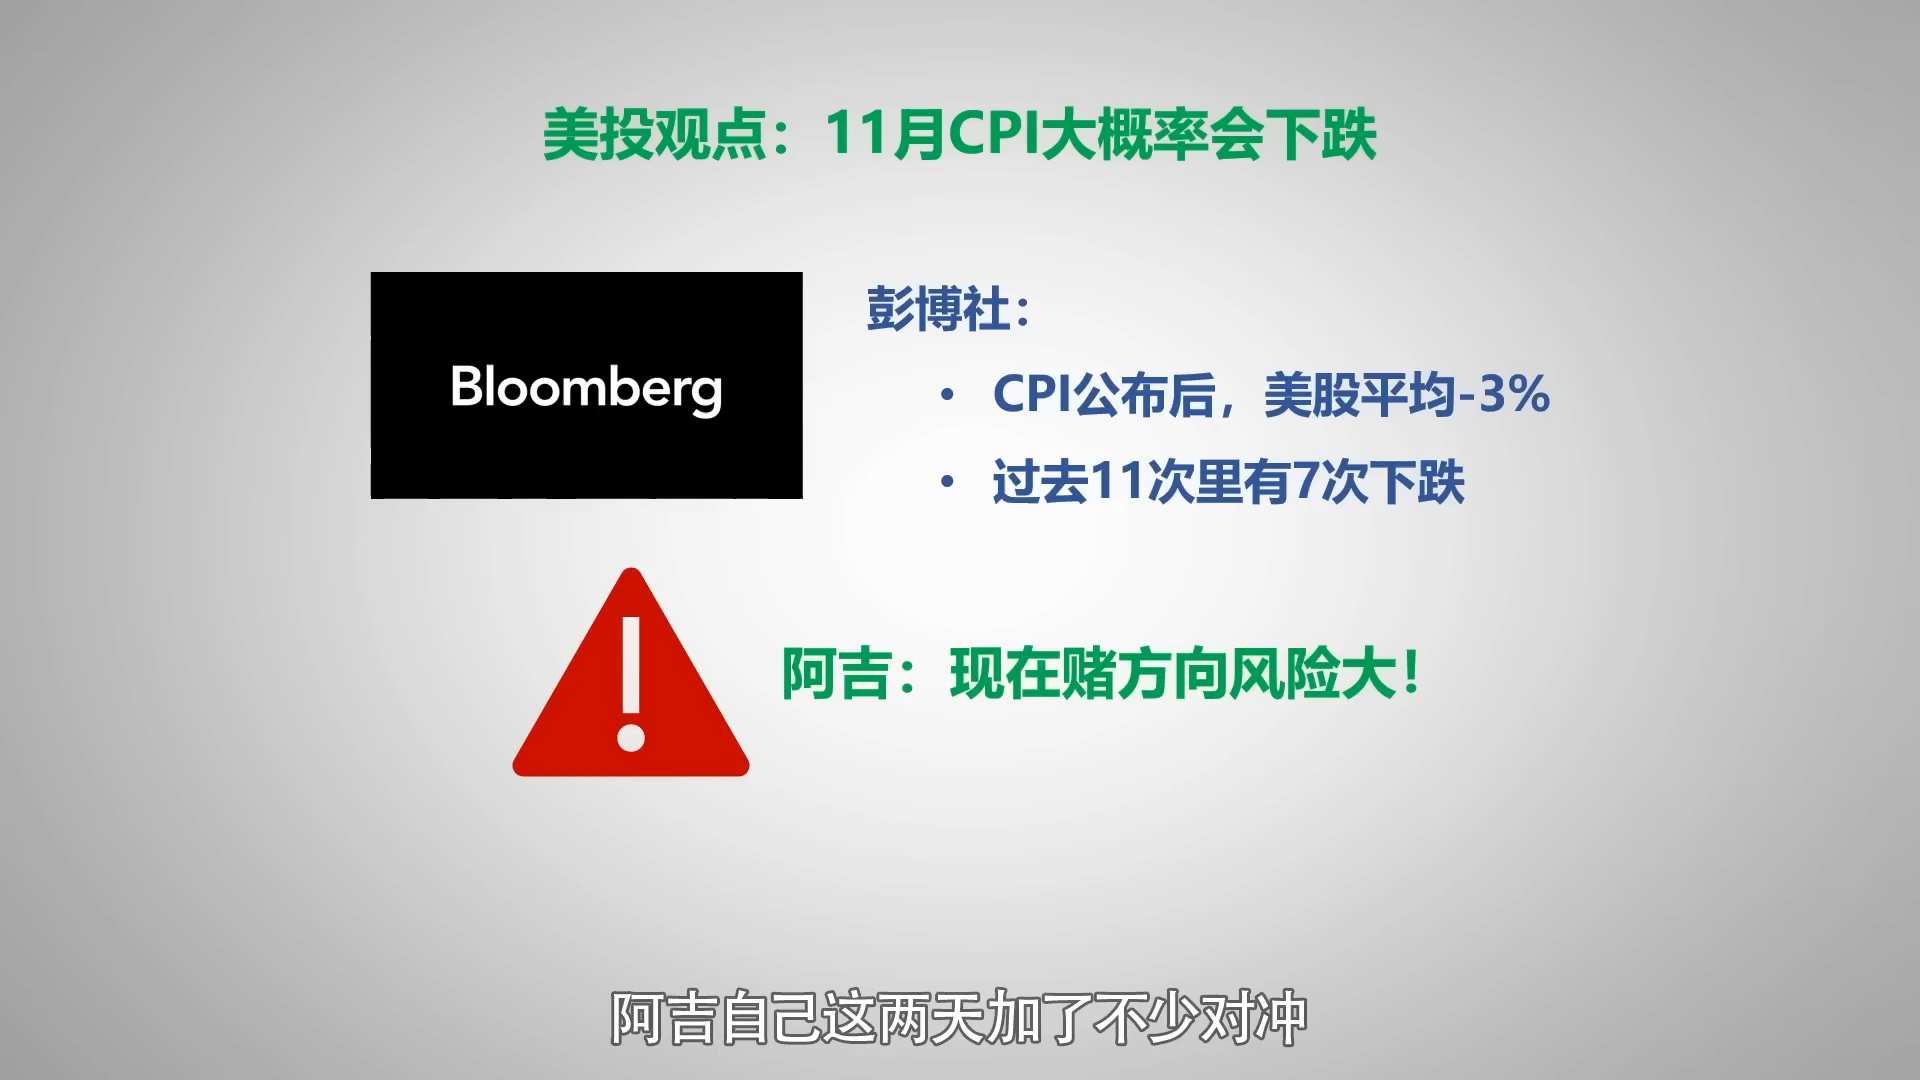 美投观点：11月CPI大概率会下跌
Bloomberg
彭博社：
• CPI公布后，美股平均-3%
• 过去11次里有7次下跌
阿吉：现在赌方向风险大！
阿吉自己这两天加了不少对冲